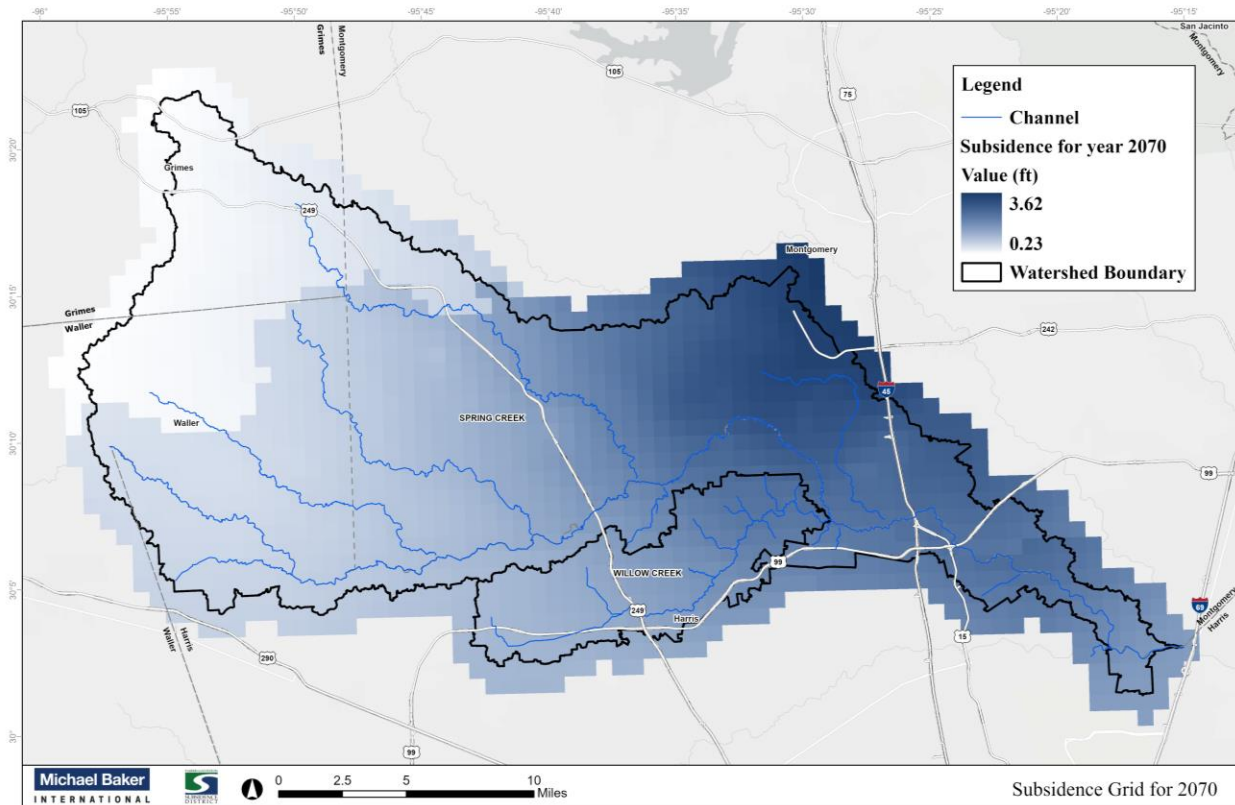 -96°
-95°55'
-95°50'
-95°45'
-95°40'
-95°35'
-95°30'
-95°25'
-95°20'
-95°15'
San Jacinto
Montgomery
Grimes
Montgomery
105
75
105
Legend
Channel
Subsidence for year 2070
Value (ft)
3.62
0.23
Watershed Boundary
30°20'
Grimes
249
Montgomery
30°15'
Grimes
Waller
242
45
SPRING CREEK
Waller
30°10'
99
WILLOW CREEK
99
30°5'
249
Harris
69
Montgomery
Harris
15
Harris
Waller
290
99
30°
Michael Baker
INTERNATIONAL
SUBSIDENCE
DISTRICT
0 2.5 5 10
Miles
Subsidence Grid for 2070